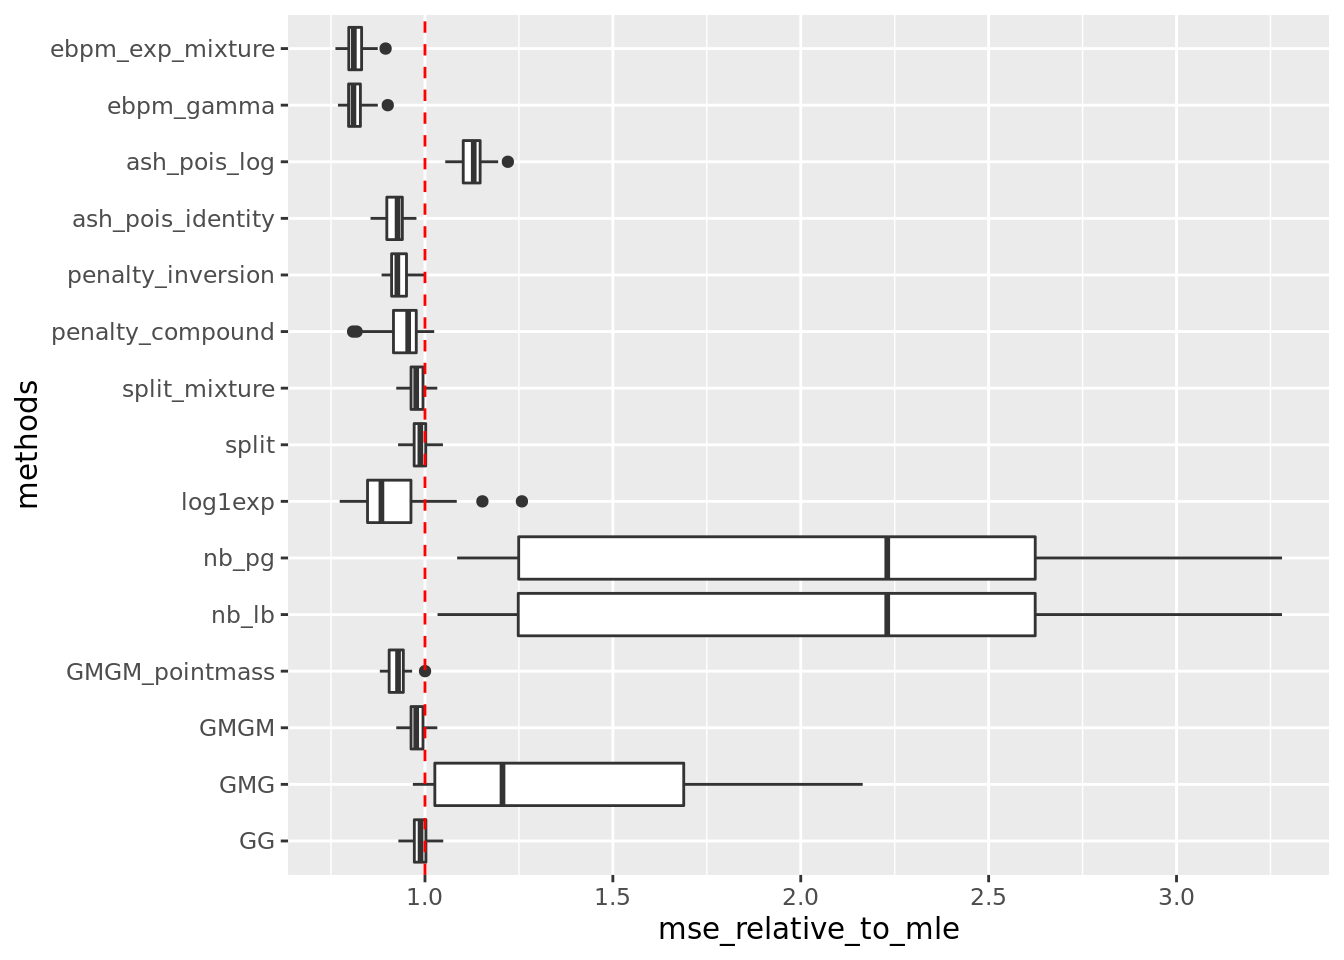 ebpm_exp_mixture
ebpm_gamma
ash_pois_log
ash_pois_identity
penalty_inversion
penalty_compound
split_mixture
split
log1exp
nb_pg
nb_lb
GMGM_pointmass
GMGM
GMG
GG
methods
1.0 1.5 2.0 2.5 3.0
mse_relative_to_mle